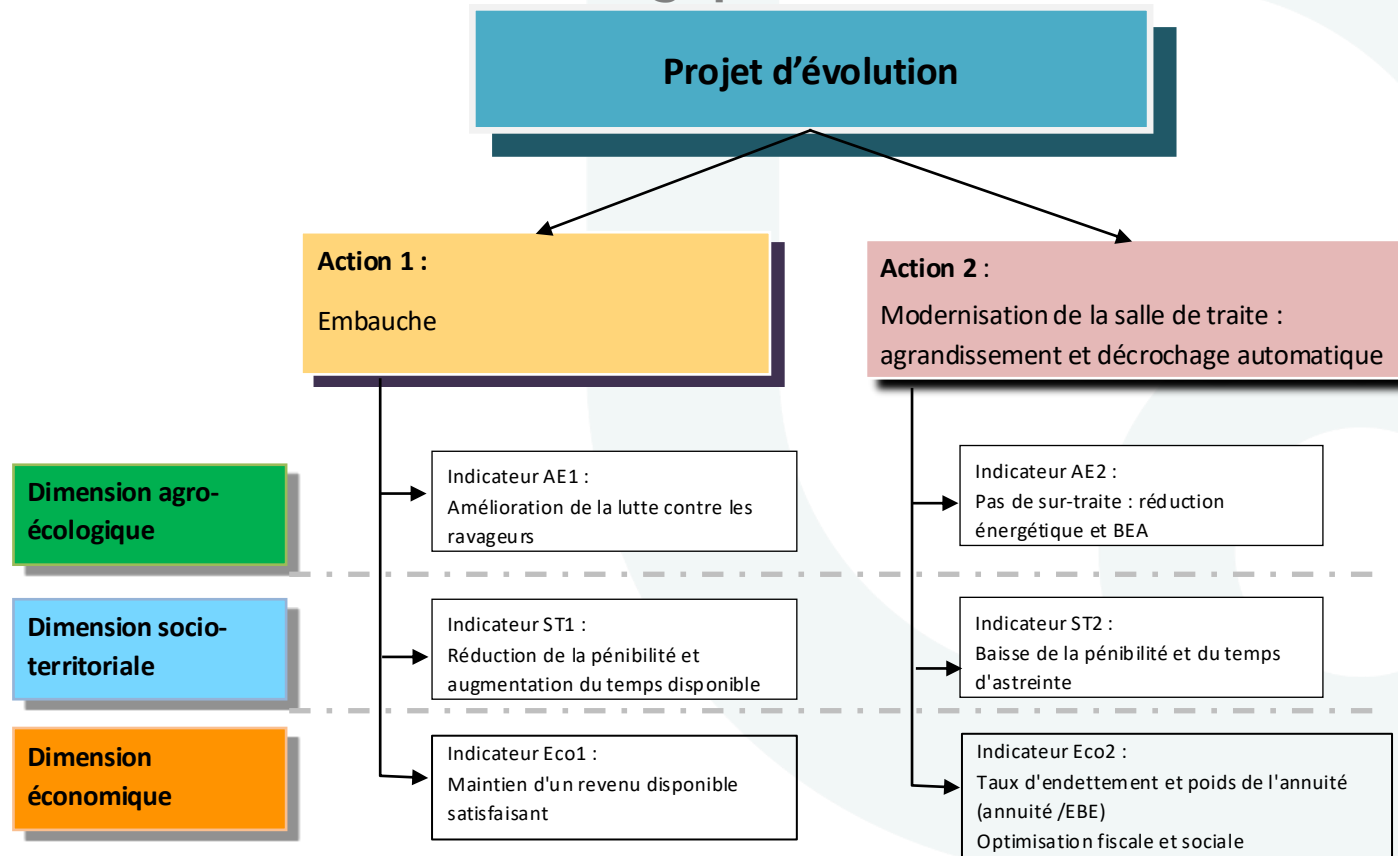 Projet d'évolution
Action 1 :
Embauche
Action 2 :
Modernisation de la salle de traite :
agrandissement et décrochage automatique
Dimension agro-
écologique
Indicateur AE1 :
Amélioration de la lutte contre les
ravageurs
Indicateur AE2 :
Pas de sur-traite : réduction
énergétique et BEA
Dimension socio-
territoriale
Indicateur ST1 :
Réduction de la pénibilité et
augmentation du temps disponible
Indicateur ST2 :
Baisse de la pénibilité et du temps
d'astreinte
Dimension
économique
Indicateur Eco1 :
Maintien d'un revenu disponible
satisfaisant
Indicateur Eco2 :
Taux d'endettement et poids de l'annuité
(annuité /EBE)
Optimisation fiscale et sociale